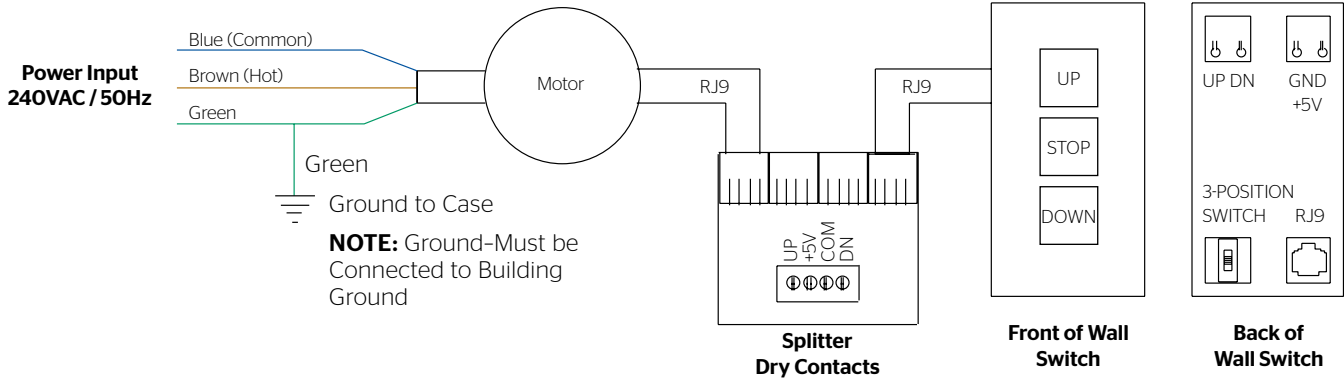 Power Input
240VAC / 50Hz
Blue (Common)
Brown (Hot)
Green
Green
Ground to Case
NOTE: Ground-Must be
Connected to Building
Ground
Motor
RJ9
RJ9
UP
+5V
COM
DN
Splitter
Dry Contacts
UP
STOP
DOWN
Front of Wall
Switch
UP DN
GND
+5V
3-POSITION
SWITCH
RJ9
Back of
Wall Switch